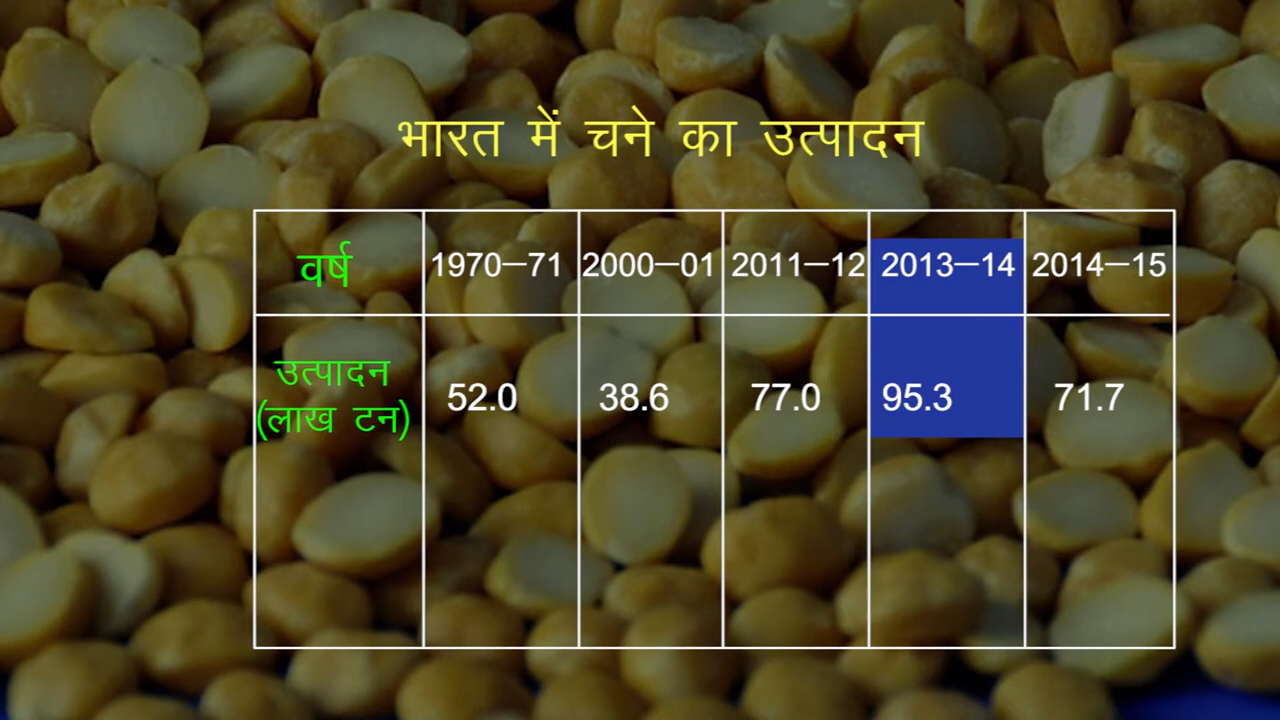 भारत में चने का उत्पादन
वर्ष 1970–71 2000–01 2011–12 2013–14 2014–15
उत्पादन
(लाख टन) 52.0 38.6 77.0 95.3 71.7